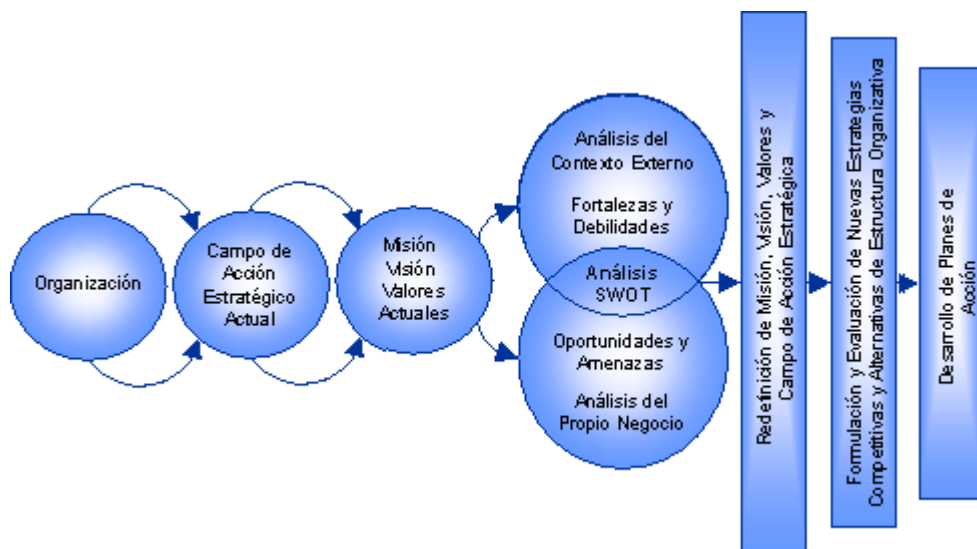 Organización
Campo de
Acción
Estratégico
Actual
Misión
Visión
Valores
Actuales
Análisis del
Contexto Externo
Fortalezas y
Debilidades
Análisis
SWOT
Oportunidades y
Amenazas
Análisis del
Propio Negocio
Redefinición de Misión, Visión, Valores y
Campo de Acción Estratégica
Formulación y Evaluación de Nuevas Estrategias
Competitivas y Alternativas de Estructura Organizativa
Desarrollo de Planes de
Acción